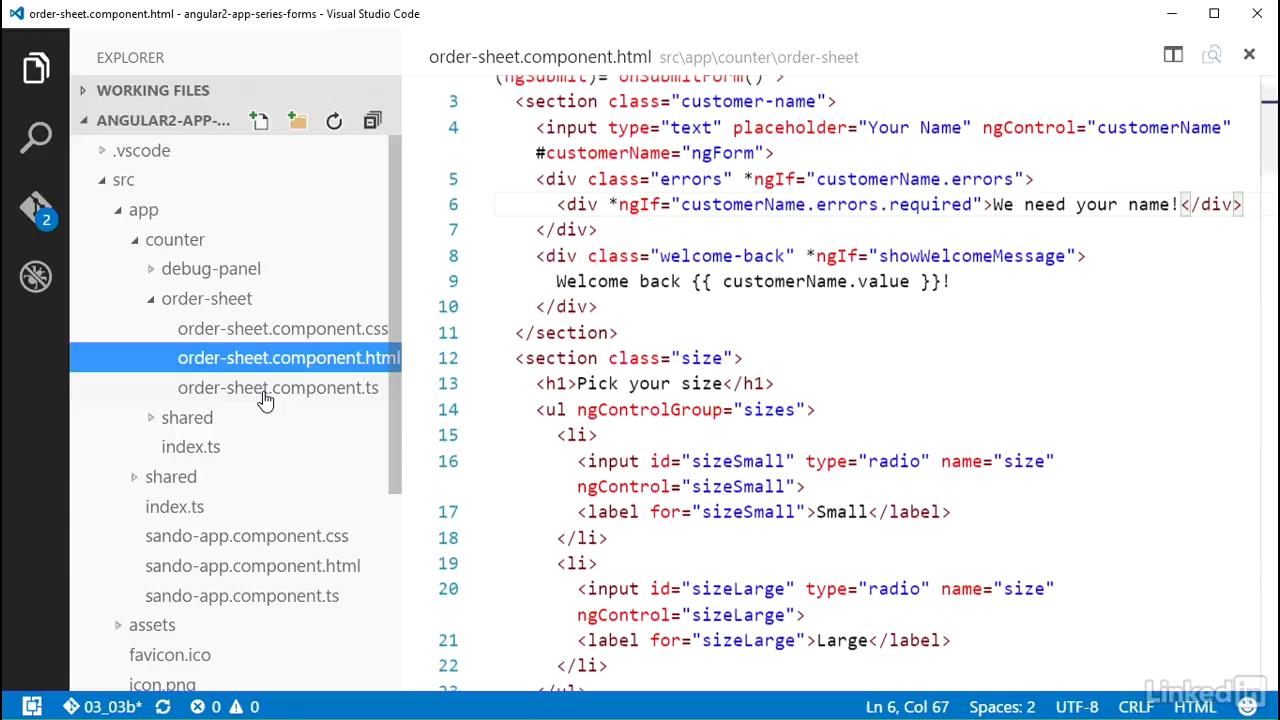 order-sheet.component.html - angular2-app-series-forms - Visual Studio Code
EXPLORER
WORKING FILES
ANGULAR2-APP-...
.vscode
src
app
counter
debug-panel
order-sheet
order-sheet.component.css
order-sheet.component.html
order-sheet.component.ts
shared
index.ts
shared
index.ts
sando-app.component.css
sando-app.component.html
sando-app.component.ts
assets
favicon.ico
icon.png
2
order-sheet.component.html src\app\counter\order-sheet
(ngSubmit)="onSubmitForm()">
3 <section class="customer-name">
4 <input type="text" placeholder="Your Name" ngControl="customerName"
#customerName="ngForm">
5 <div class="errors" *ngIf="customerName.errors">
6 <div *ngIf="customerName.errors.required">We need your name!</div>
7 </div>
8 <div class="welcome-back" *ngIf="showWelcomeMessage">
9 Welcome back {{ customerName.value }}!
10 </div>
11 </section>
12 <section class="size">
13 <h1>Pick your size</h1>
14 <ul ngControlGroup="sizes">
15 <li>
16 <input id="sizeSmall" type="radio" name="size"
ngControl="sizeSmall">
17 <label for="sizeSmall">Small</label>
18 </li>
19 <li>
20 <input id="sizeLarge" type="radio" name="size"
ngControl="sizeLarge">
21 <label for="sizeLarge">Large</label>
22 </li>
23 </ul>
03_03b* 0 0 Ln 6, Col 67 Spaces: 2 UTF-8 CRLF HTML
LinkedIn